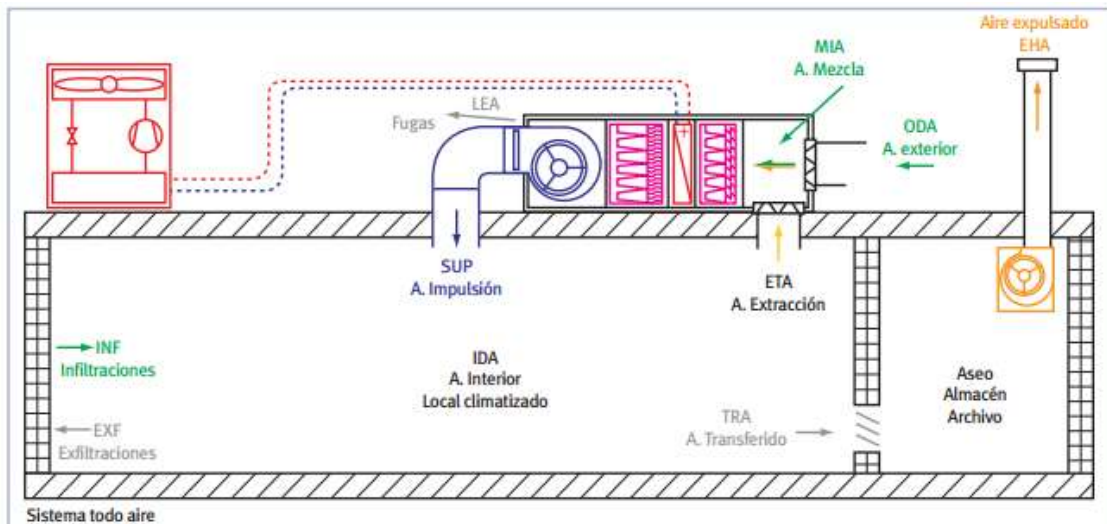 Aire expulsado
EHA
MIA
A. Mezcla
LEA
Fugas
ODA
A. exterior
SUP
A. Impulsión
ETA
A. Extracción
INF
Infiltraciones
IDA
A. Interior
Local climatizado
Aseo
Almacén
Archivo
TRA
A. Transferido
EXF
Exfiltraciones
Sistema todo aire